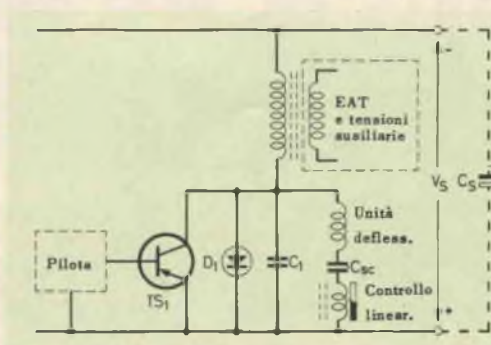 EAT
e tensioni
ausiliarie
VS
CS
Unità
defless.
Pilota
D1
C1
Csc
TS1
Controllo
linear.
-
+